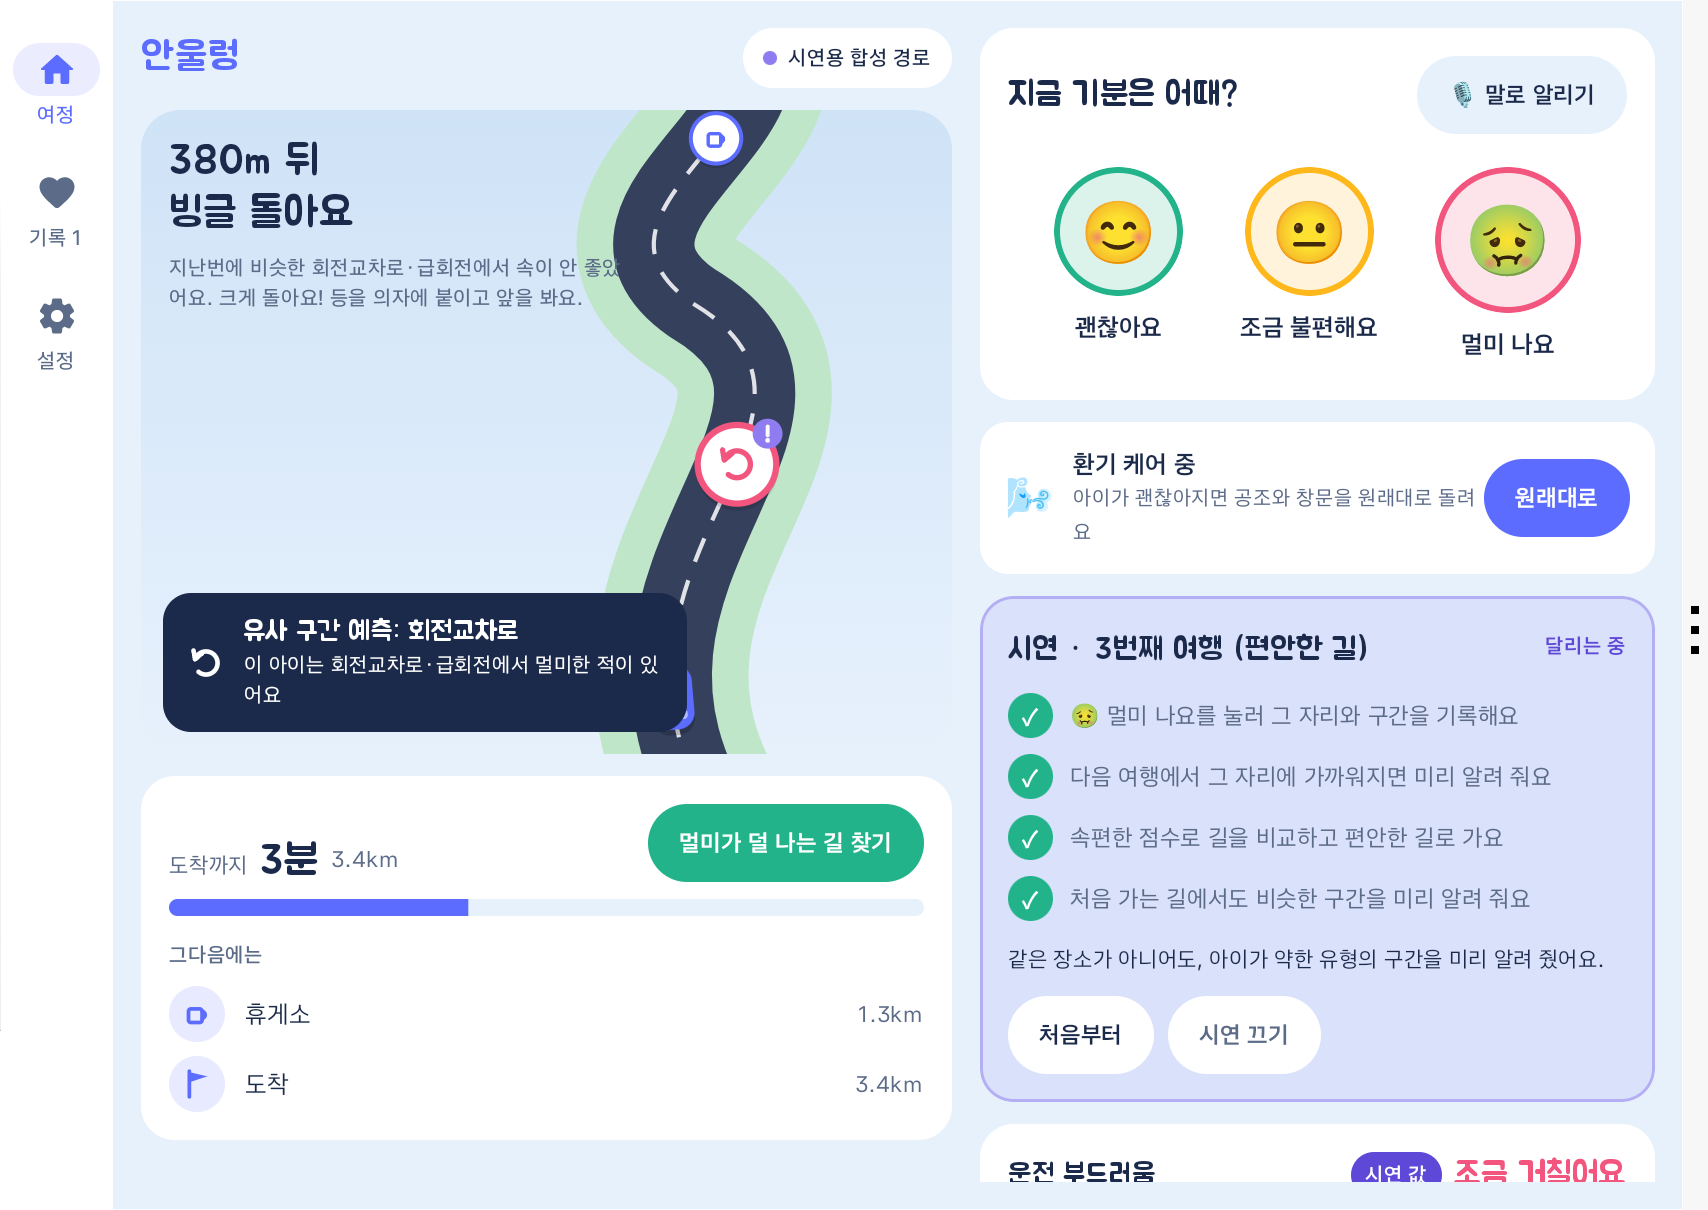 안울렁
시연용 합성 경로
여정
기록 1
설정
380m 뒤
빙글 돌아요
지난번에 비슷한 회전교차로·급회전에서 속이 안 좋았
어요. 크게 돌아요! 등을 의자에 붙이고 앞을 봐요.
유사 구간 예측: 회전교차로
이 아이는 회전교차로·급회전에서 멀미한 적이 있
어요
도착까지 3분 3.4km
멀미가 덜 나는 길 찾기
그다음에는
휴게소 1.3km
도착 3.4km
지금 기분은 어때?
말로 알리기
괜찮아요
조금 불편해요
멀미 나요
환기 케어 중
아이가 괜찮아지면 공조와 창문을 원래대로 돌려
요
원래대로
시연 · 3번째 여행 (편안한 길)
달리는 중
멀미 나요를 눌러 그 자리와 구간을 기록해요
다음 여행에서 그 자리에 가까워지면 미리 알려 줘요
속편한 점수로 길을 비교하고 편안한 길로 가요
처음 가는 길에서도 비슷한 구간을 미리 알려 줘요
같은 장소가 아니어도, 아이가 약한 유형의 구간을 미리 알려 줬어요.
처음부터
시연 끄기
운전 부드러움
시연 값
조금 거칠어요